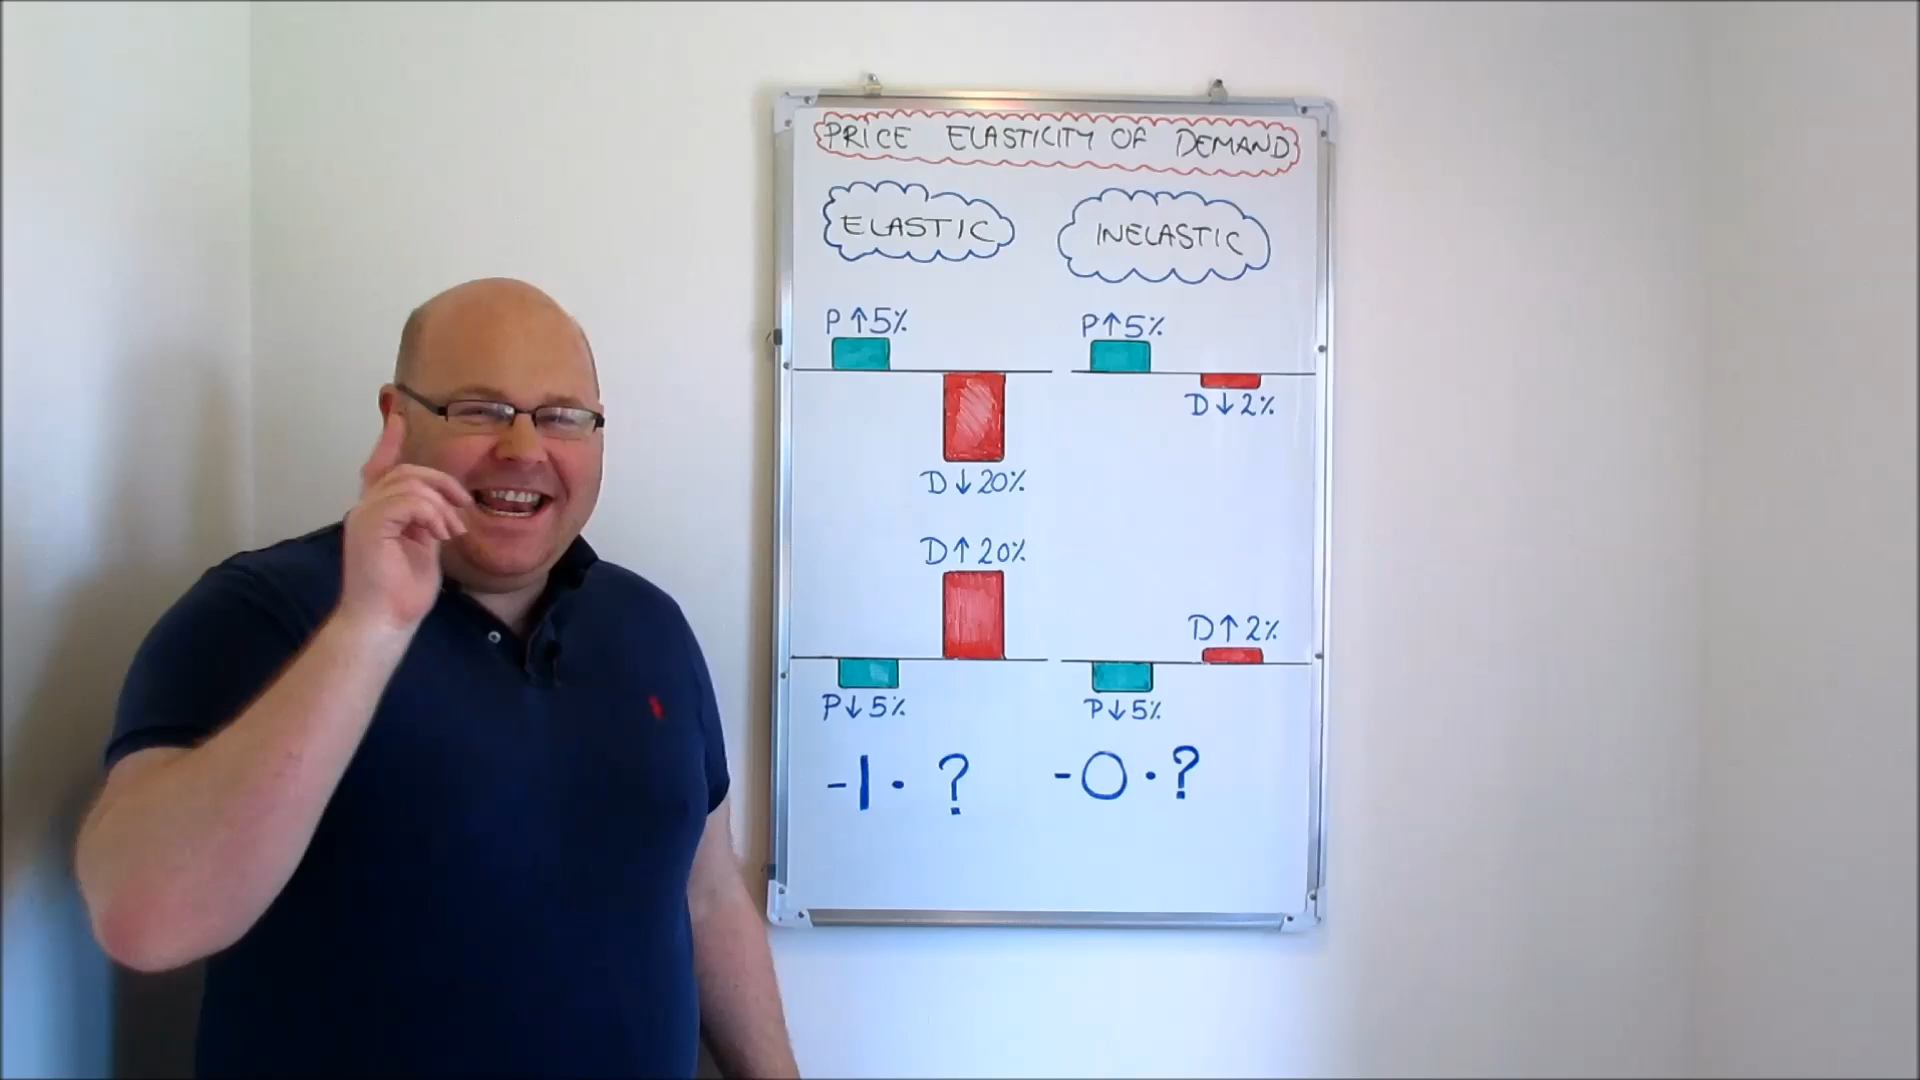 PRICE ELASTICITY OF DEMAND
ELASTIC
INELASTIC
P↑5%
P↑5%
D↓2%
D↓20%
D↑20%
D↑2%
P↓5%
P↓5%
-1.?
-0.?